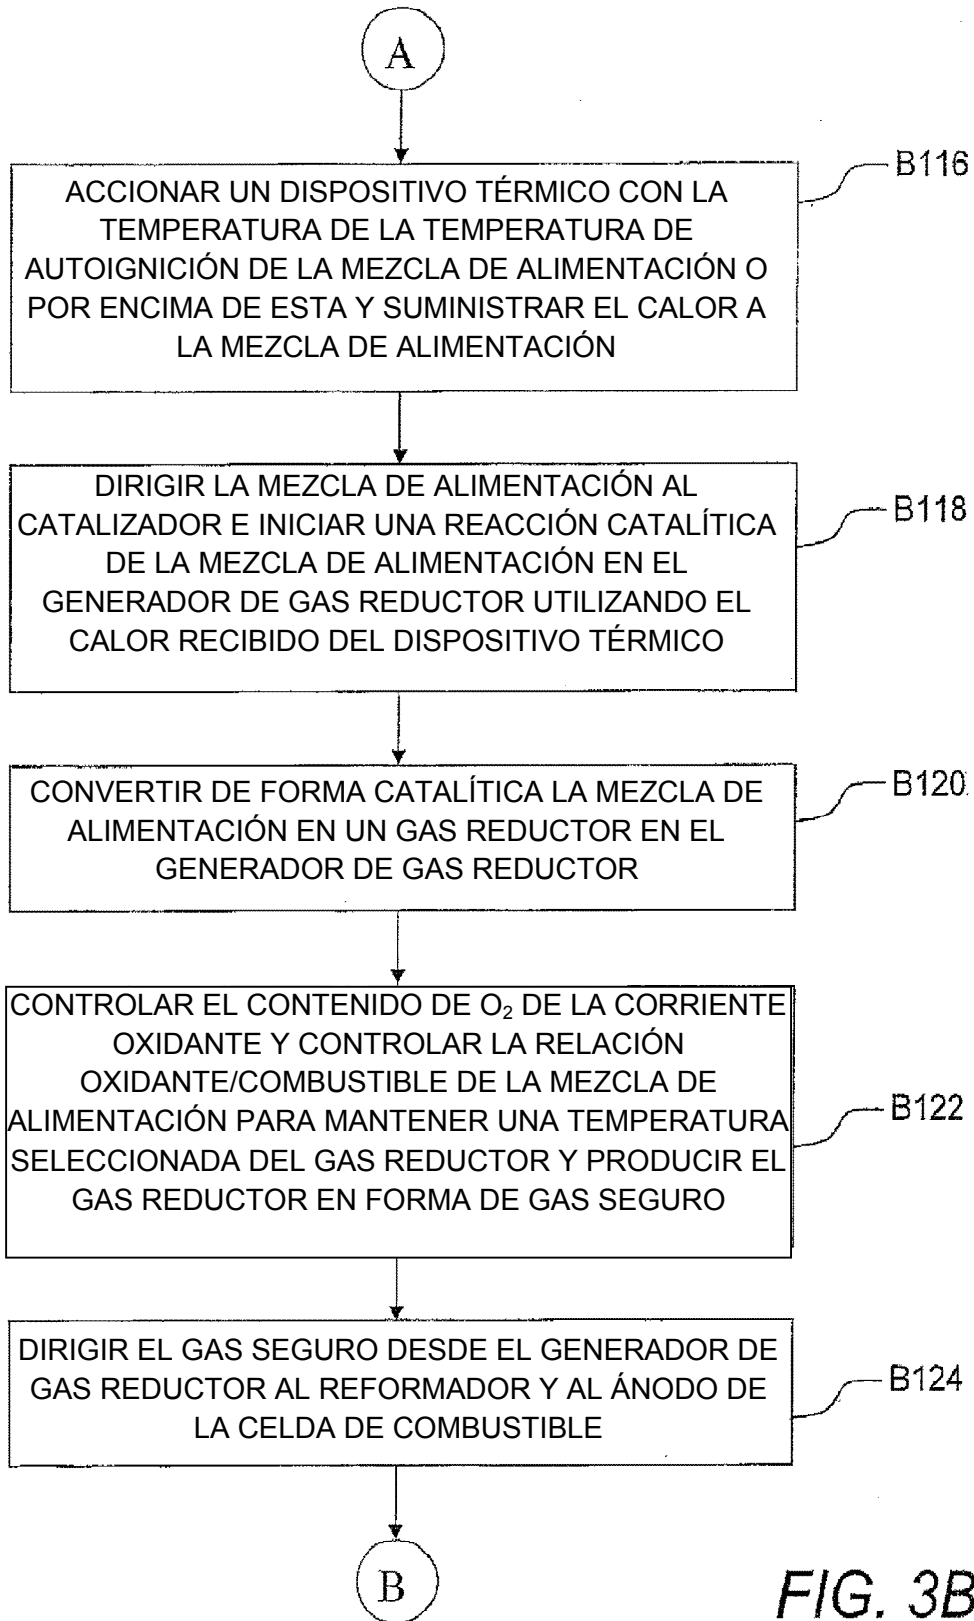 A
B116
ACCIONAR UN DISPOSITIVO TÉRMICO CON LA
TEMPERATURA DE LA TEMPERATURA DE
AUTOIGNICIÓN DE LA MEZCLA DE ALIMENTACIÓN O
POR ENCIMA DE ESTA Y SUMINISTRAR EL CALOR A
LA MEZCLA DE ALIMENTACIÓN
B118
DIRIGIR LA MEZCLA DE ALIMENTACIÓN AL
CATALIZADOR E INICIAR UNA REACCIÓN CATALÍTICA
DE LA MEZCLA DE ALIMENTACIÓN EN EL
GENERADOR DE GAS REDUCTOR UTILIZANDO EL
CALOR RECIBIDO DEL DISPOSITIVO TÉRMICO
B120
CONVERTIR DE FORMA CATALÍTICA LA MEZCLA DE
ALIMENTACIÓN EN UN GAS REDUCTOR EN EL
GENERADOR DE GAS REDUCTOR
CONTROLAR EL CONTENIDO DE O₂ DE LA CORRIENTE
OXIDANTE Y CONTROLAR LA RELACIÓN
OXIDANTE/COMBUSTIBLE DE LA MEZCLA DE
ALIMENTACIÓN PARA MANTENER UNA TEMPERATURA
SELECCIONADA DEL GAS REDUCTOR Y PRODUCIR EL
GAS REDUCTOR EN FORMA DE GAS SEGURO
B122
DIRIGIR EL GAS SEGURO DESDE EL GENERADOR DE
GAS REDUCTOR AL REFORMADOR Y AL ÁNODO DE
LA CELDA DE COMBUSTIBLE
B124
B
FIG. 3B